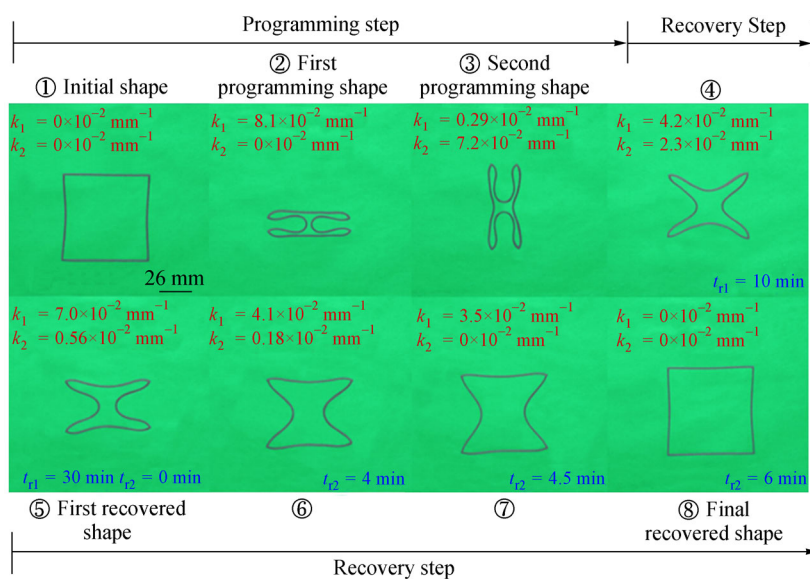 Programming step
Recovery Step
① Initial shape
② First
programming shape
③ Second
programming shape
④
k₁ = 0×10⁻² mm⁻¹
k₂ = 0×10⁻² mm⁻¹
k₁ = 8.1×10⁻² mm⁻¹
k₂ = 0×10⁻² mm⁻¹
k₁ = 0.29×10⁻² mm⁻¹
k₂ = 7.2×10⁻² mm⁻¹
k₁ = 4.2×10⁻² mm⁻¹
k₂ = 2.3×10⁻² mm⁻¹
26 mm
tᵣ₁ = 10 min
k₁ = 7.0×10⁻² mm⁻¹
k₂ = 0.56×10⁻² mm⁻¹
k₁ = 4.1×10⁻² mm⁻¹
k₂ = 0.18×10⁻² mm⁻¹
k₁ = 3.5×10⁻² mm⁻¹
k₂ = 0×10⁻² mm⁻¹
k₁ = 0×10⁻² mm⁻¹
k₂ = 0×10⁻² mm⁻¹
tᵣ₁ = 30 min tᵣ₂ = 0 min
tᵣ₂ = 4 min
tᵣ₂ = 4.5 min
tᵣ₂ = 6 min
⑤ First recovered
shape
⑥
⑦
⑧ Final
recovered shape
Recovery step